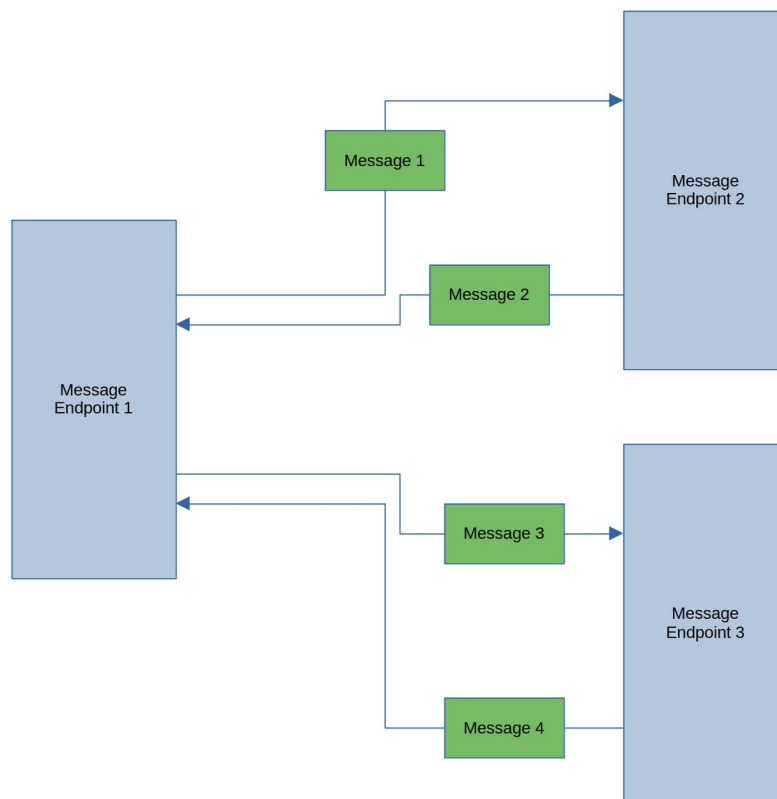 Message 1
Message
Endpoint 2
Message 2
Message
Endpoint 1
Message 3
Message
Endpoint 3
Message 4